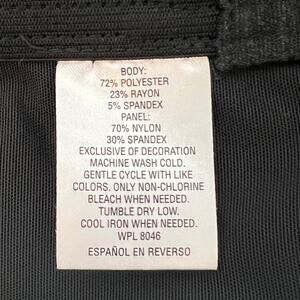 BODY:
72% POLYESTER
23% RAYON
5% SPANDEX
PANEL:
70% NYLON
30% SPANDEX
EXCLUSIVE OF DECORATION
MACHINE WASH COLD.
GENTLE CYCLE WITH LIKE
COLORS. ONLY NON-CHLORINE
BLEACH WHEN NEEDED.
TUMBLE DRY LOW.
COOL IRON WHEN NEEDED.
WPL 8046
ESPAÑOL EN REVERSO